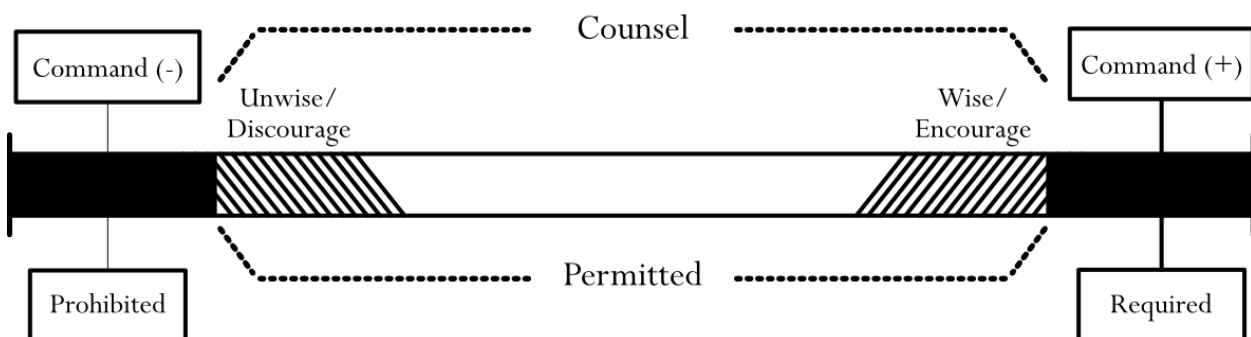 Counsel
Command (-)
Command (+)
Unwise/
Discourage
Wise/
Encourage
Permitted
Prohibited
Required